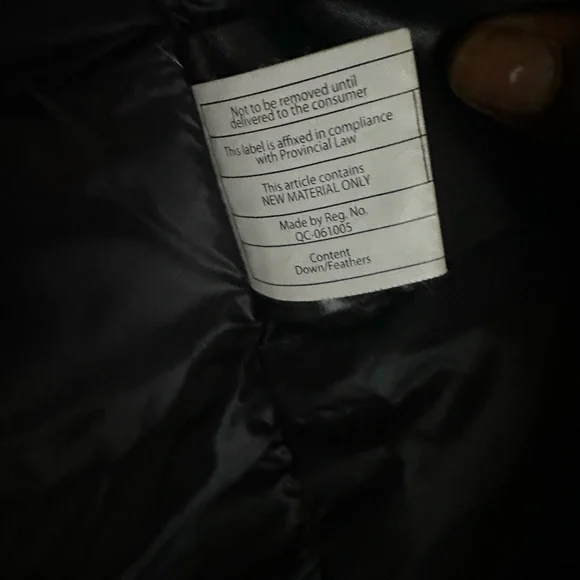 Not to be removed until
delivered to the consumer
This label is affixed in compliance
with Provincial Law
This article contains
NEW MATERIAL ONLY
Made by Reg. No.
QC-061005
Content
Down/Feathers